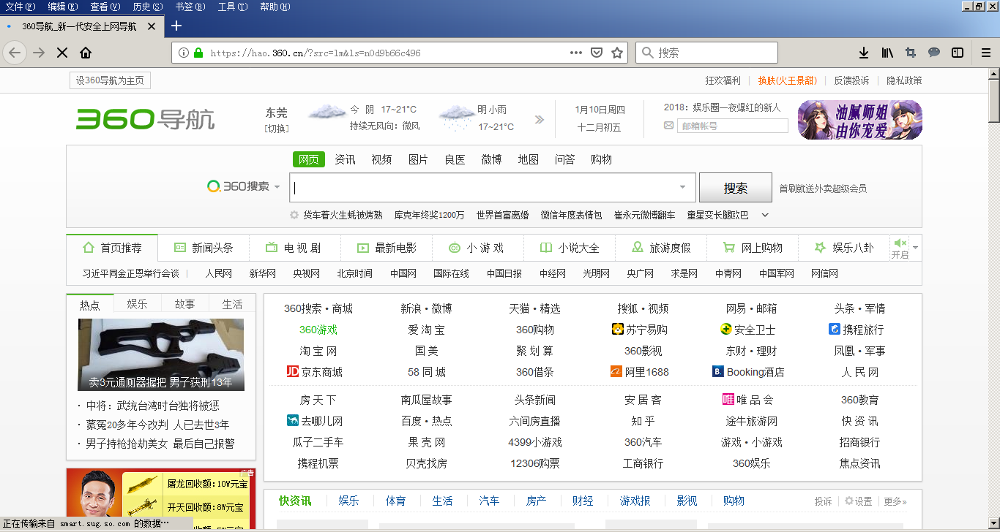 文件(F) 编辑(E) 查看(V) 历史(S) 书签(B) 工具(T) 帮助(H)
360导航_新一代安全上网导航
https://hao.360.cn/?src=lm&ls=n0d9b66c496
搜索
设360导航为主页
狂欢福利 换肤(火王景甜) 反馈投诉 隐私政策
360导航
东莞
[切换]
今 阴 17~21°C
持续无风向：微风
明 小雨
17~21°C
1月10日周四
十二月初五
2018：娱乐圈一夜爆红的新人
邮箱帐号
油腻师姐
由你宠爱
网页 资讯 视频 图片 良医 微博 地图 问答 购物
360搜索
搜索
首刷就送外卖超级会员
货车着火生蚝被烤熟 库克年终奖1200万 世界首富离婚 微信年度表情包 崔永元微博翻车 童星变长腿欧巴
首页推荐 新闻头条 电视剧 最新电影 小游戏 小说大全 旅游度假 网上购物 娱乐八卦
开启
习近平同金正恩举行会谈 人民网 新华网 央视网 北京时间 中国网 国际在线 中国日报 中经网 光明网 央广网 求是网 中青网 中国军网 网信网
热点 娱乐 故事 生活
卖3元通厕器握把 男子获刑13年
· 中将：武统台湾时台独将被惩
· 蒙冤20多年今改判 人已去世3年
· 男子持枪抢劫美女 最后自己报警
360搜索·商城 新浪·微博 天猫·精选 搜狐·视频 网易·邮箱 头条·军情
360游戏 爱淘宝 360购物 苏宁易购 安全卫士 携程旅行
淘宝网 国美 聚划算 360影视 东财·理财 凤凰·军事
JD 京东商城 58同城 360借条 阿里1688 B. Booking酒店 人民网
房天下 南瓜屋故事 头条新闻 安居客 唯 唯品会 360教育
去哪儿网 百度·热点 六间房直播 知乎 途牛旅游网 快资讯
瓜子二手车 果壳网 4399小游戏 360汽车 游戏·小游戏 招商银行
携程机票 贝壳找房 12306购票 工商银行 360娱乐 焦点资讯
广告
屠龙回收额：10W元宝
开天回收额：8W元宝
快资讯 娱乐 体育 生活 汽车 房产 财经 游戏报 影视 购物
投诉 设置 更多»
正在传输来自 smart.sug.so.com 的数据…